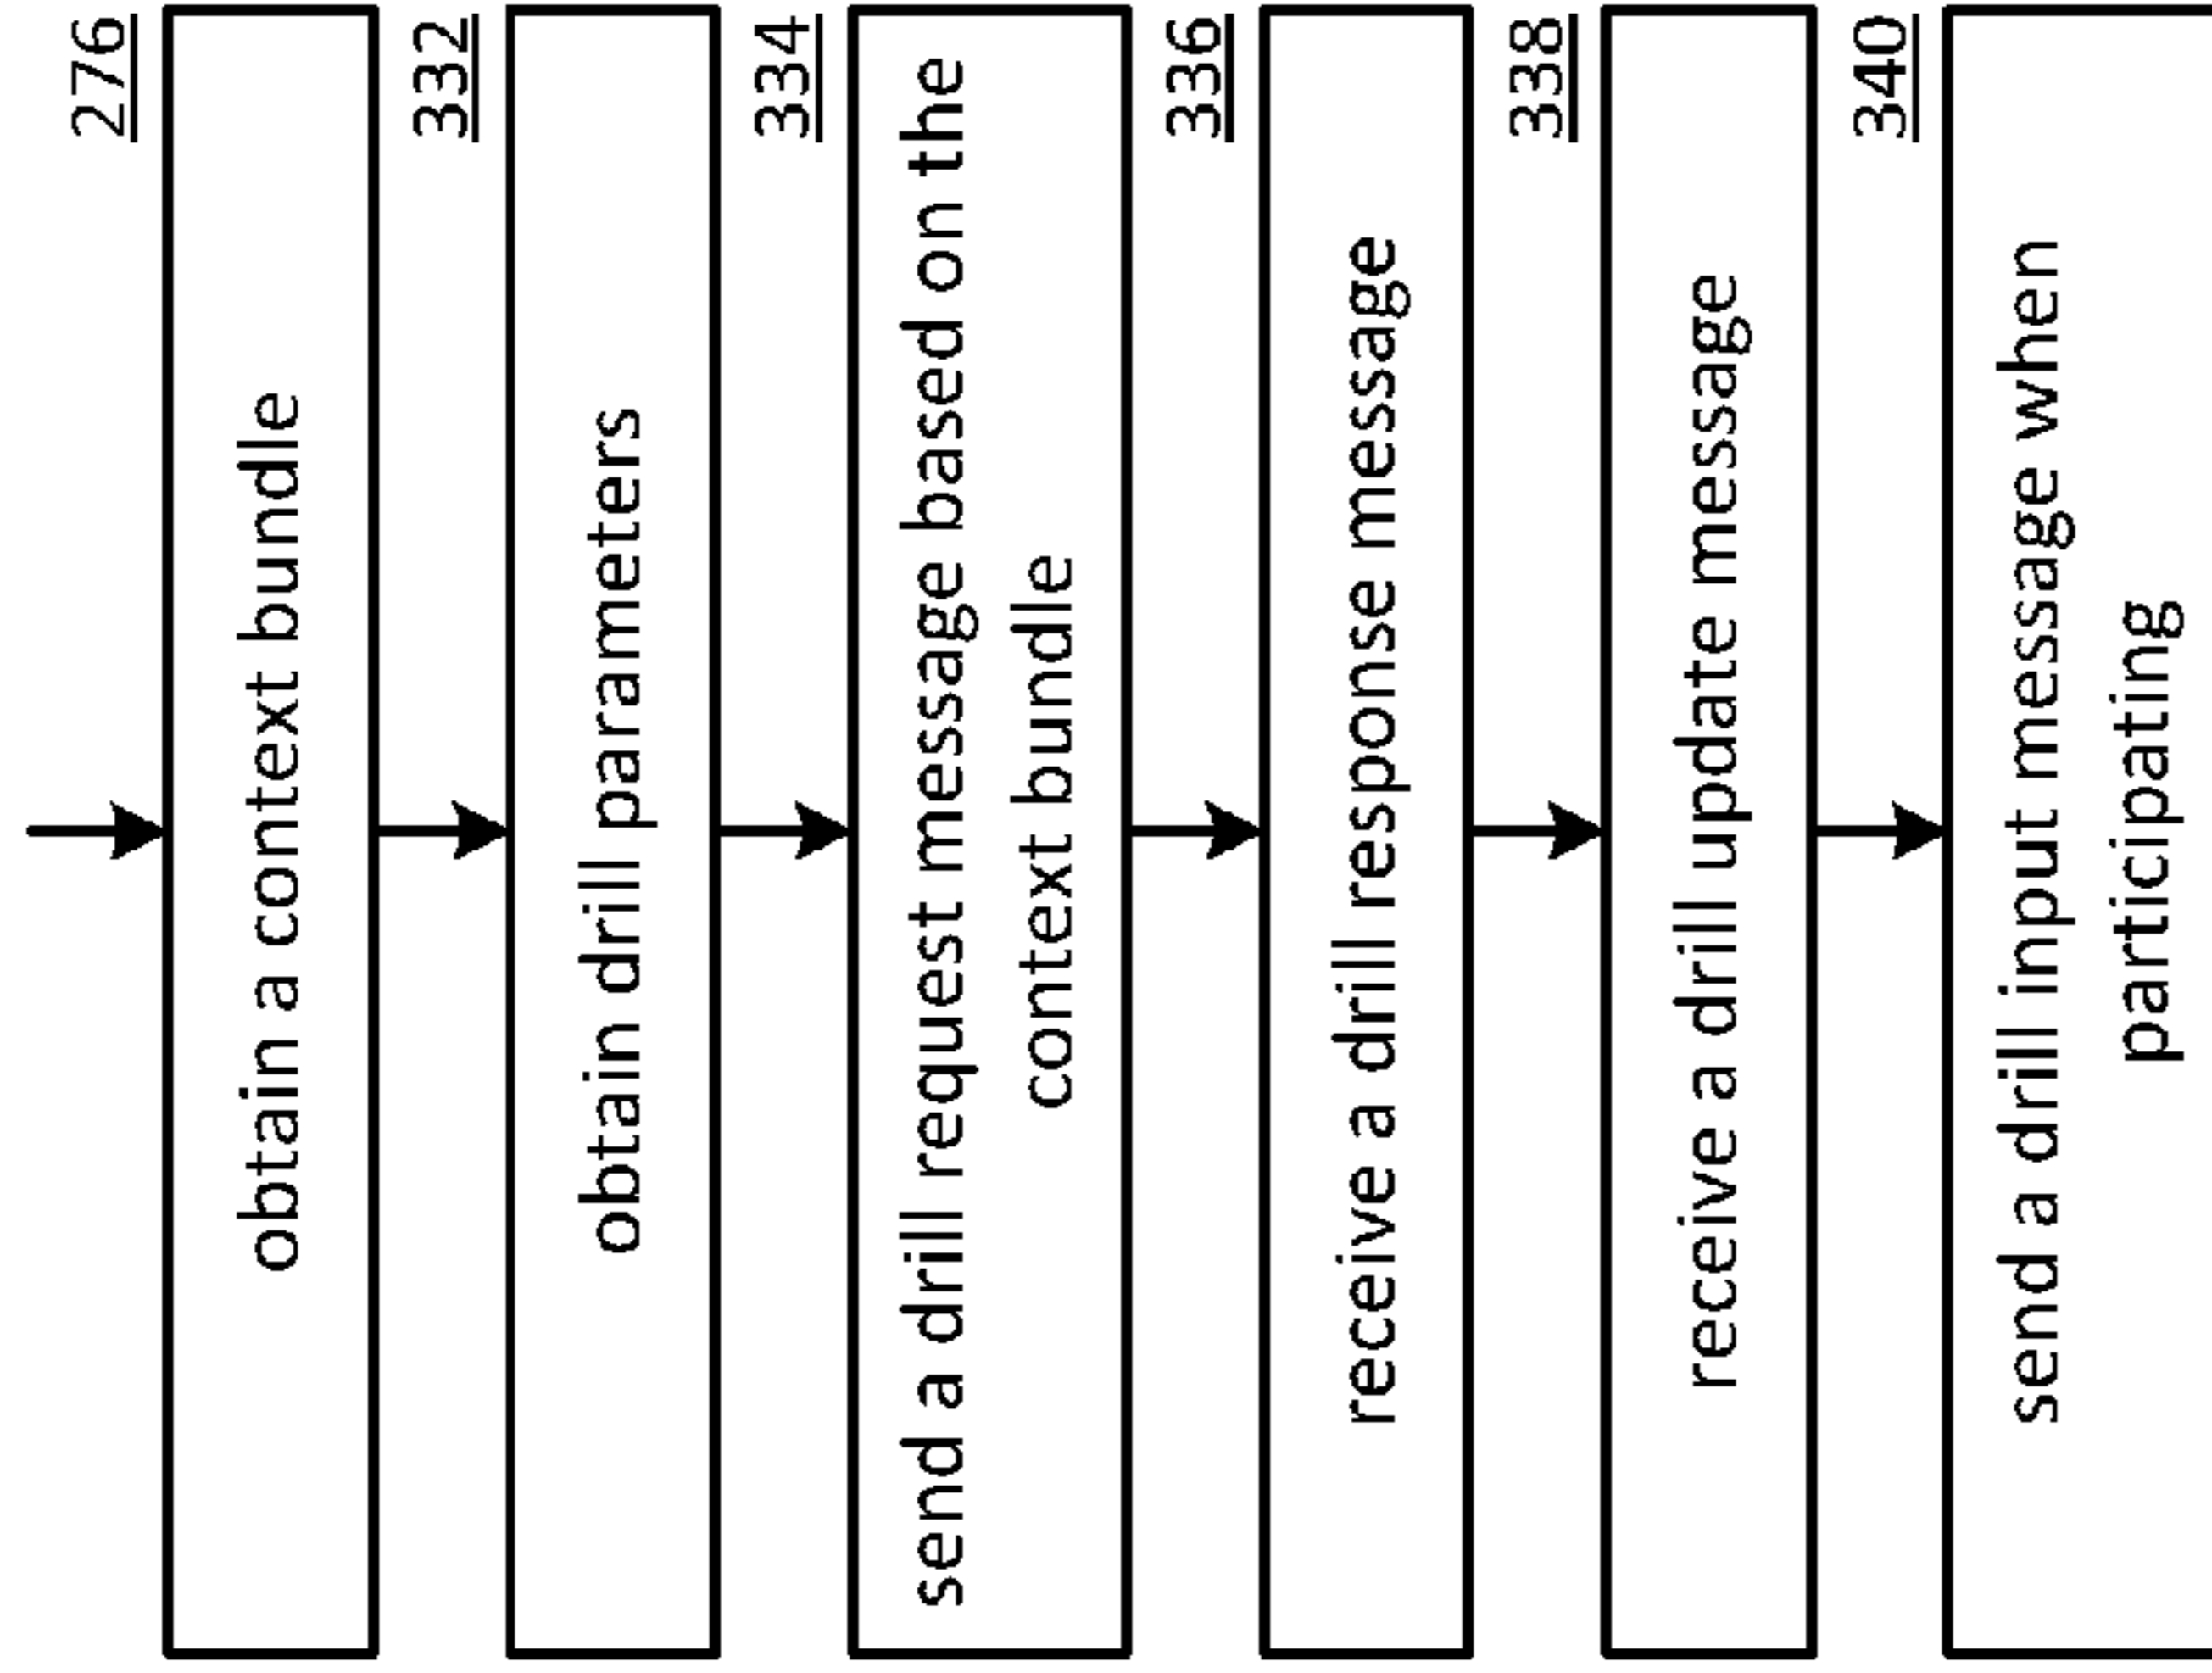 276
obtain a context bundle
332
obtain drill parameters
334
send a drill request message based on the
context bundle
336
receive a drill response message
338
receive a drill update message
340
send a drill input message when
participating